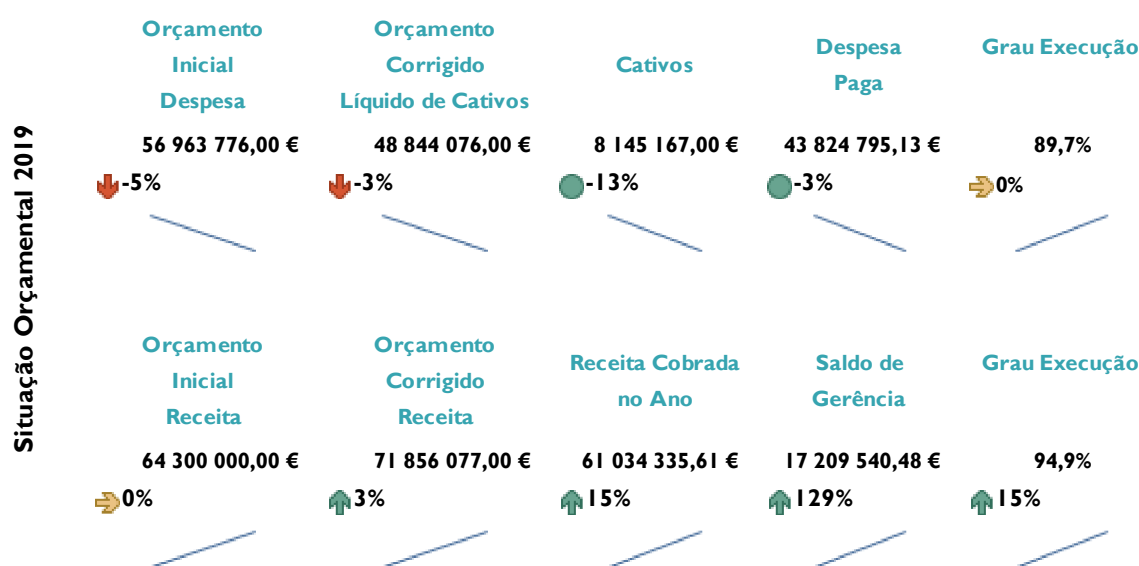 Situação Orçamental 2019
Orçamento
Inicial
Despesa
Orçamento
Corrigido
Líquido de Cativos
Cativos
Despesa
Paga
Grau Execução
56 963 776,00 €
48 844 076,00 €
8 145 167,00 €
43 824 795,13 €
89,7%
-5%
-3%
-13%
-3%
0%
Orçamento
Inicial
Receita
Orçamento
Corrigido
Receita
Receita Cobrada
no Ano
Saldo de
Gerência
Grau Execução
64 300 000,00 €
71 856 077,00 €
61 034 335,61 €
17 209 540,48 €
94,9%
0%
3%
15%
129%
15%